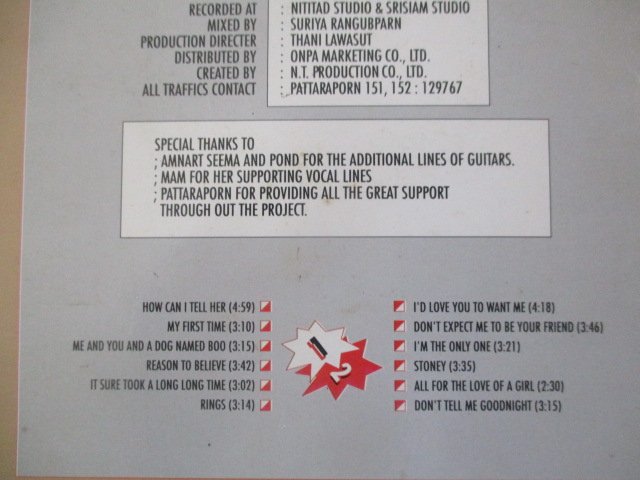 RECORDED AT : NITITAD STUDIO & SRISIAM STUDIO
MIXED BY : SURIYA RANGUBPARN
PRODUCTION DIRECTER : THANI LAWASUT
DISTRIBUTED BY : ONPA MARKETING CO., LTD.
CREATED BY : N.T. PRODUCTION CO., LTD.
ALL TRAFFICS CONTACT : PATTARAPORN 151, 152 : 129767
SPECIAL THANKS TO
; AMNART SEEMA AND POND FOR THE ADDITIONAL LINES OF GUITARS.
; MAM FOR HER SUPPORTING VOCAL LINES
; PATTARAPORN FOR PROVIDING ALL THE GREAT SUPPORT
THROUGH OUT THE PROJECT.
HOW CAN I TELL HER (4:59)
MY FIRST TIME (3:10)
ME AND YOU AND A DOG NAMED BOO (3:15)
REASON TO BELIEVE (3:42)
IT SURE TOOK A LONG LONG TIME (3:02)
RINGS (3:14)
1
2
I'D LOVE YOU TO WANT ME (4:18)
DON'T EXPECT ME TO BE YOUR FRIEND (3:46)
I'M THE ONLY ONE (3:21)
STONEY (3:35)
ALL FOR THE LOVE OF A GIRL (2:30)
DON'T TELL ME GOODNIGHT (3:15)